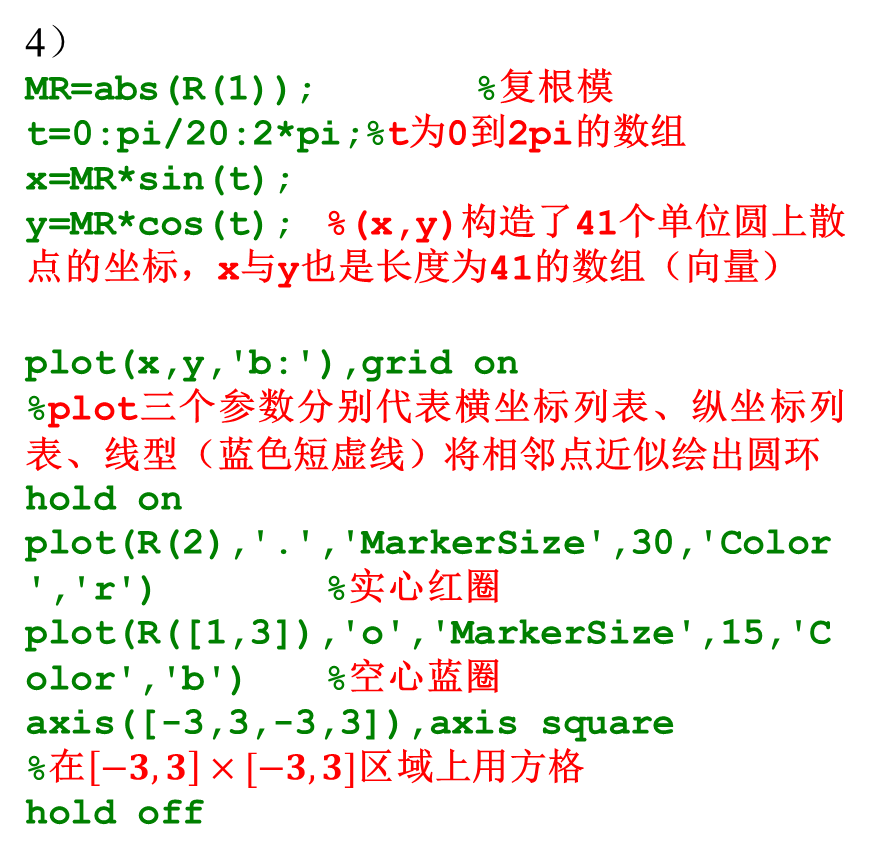 4）
MR=abs(R(1)); %复根模
t=0:pi/20:2*pi;%t为0到2pi的数组
x=MR*sin(t);
y=MR*cos(t); %(x,y)构造了41个单位圆上散
点的坐标，x与y也是长度为41的数组（向量）
plot(x,y,'b:'),grid on
%plot三个参数分别代表横坐标列表、纵坐标列
表、线型（蓝色短虚线）将相邻点近似绘出圆环
hold on
plot(R(2),'.','MarkerSize',30,'Color
','r') %实心红圈
plot(R([1,3]),'o','MarkerSize',15,'C
olor','b') %空心蓝圈
axis([-3,3,-3,3]),axis square
%在[−3,3]×[−3,3]区域上用方格
hold off